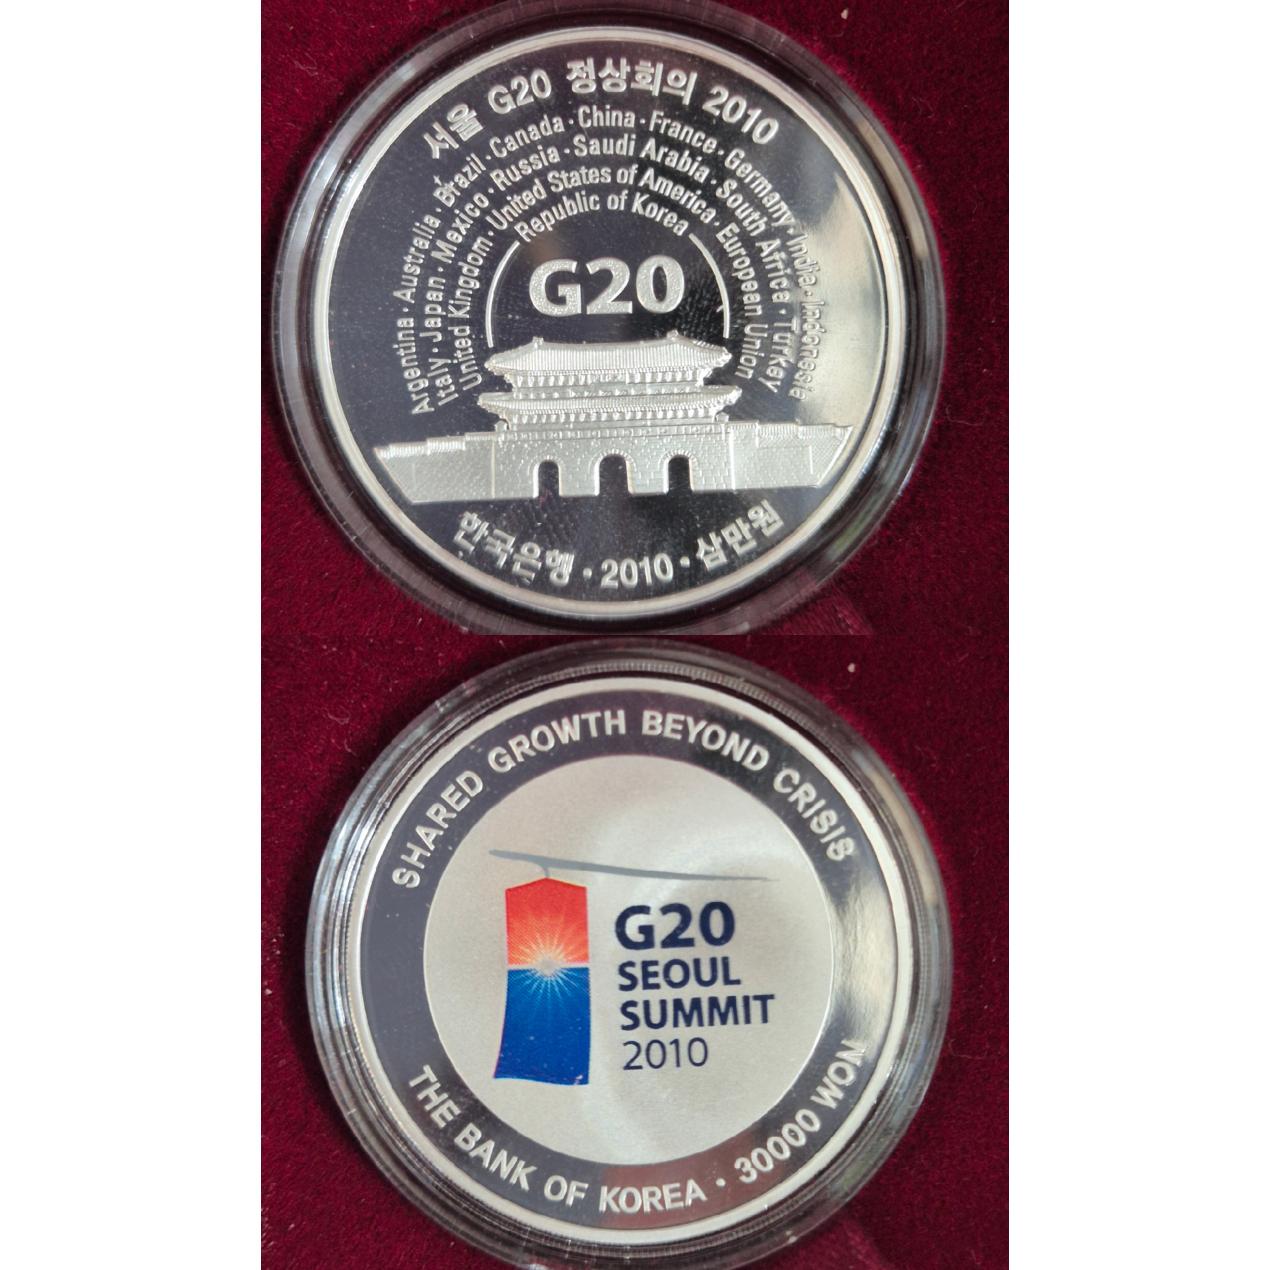 서울 G20 정상회의 2010
Argentina · Australia · Brazil · Canada · China · France · Germany · India · Indonesia
Italy · Japan · Mexico · Russia · Saudi Arabia · South Africa · Turkey
United Kingdom · United States of America · European Union
Republic of Korea
G20
한국은행 · 2010 · 삼만원
SHARED GROWTH BEYOND CRISIS
G20
SEOUL
SUMMIT
2010
THE BANK OF KOREA · 30000 WON